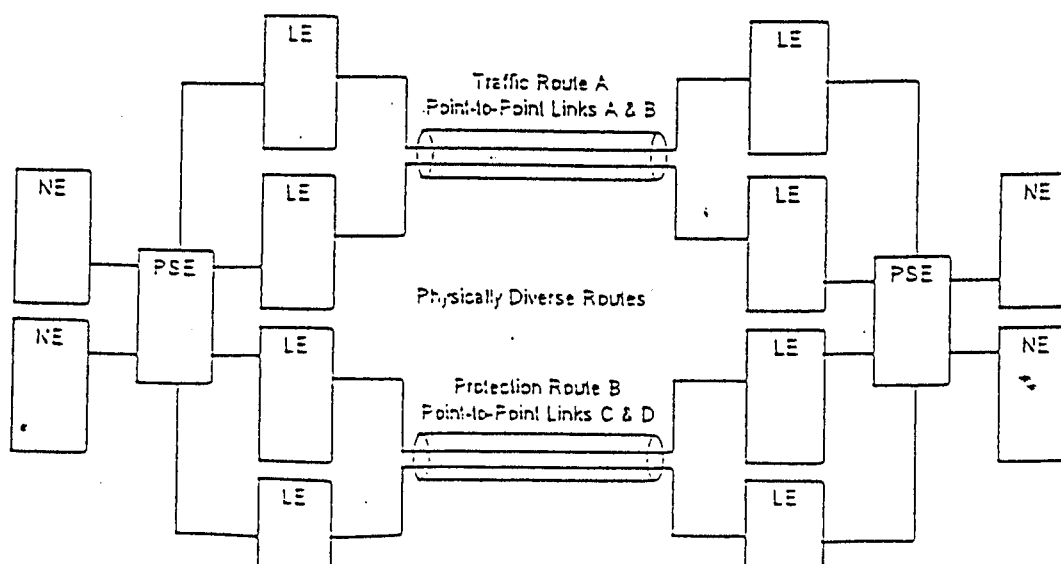 LE
LE
Traffic Route A
Point-to-Point Links A & B
NE
LE
LE
NE
PSE
PSE
Physically Diverse Routes
NE
LE
LE
NE
Protection Route B
Point-to-Point Links C & D
LE
LE